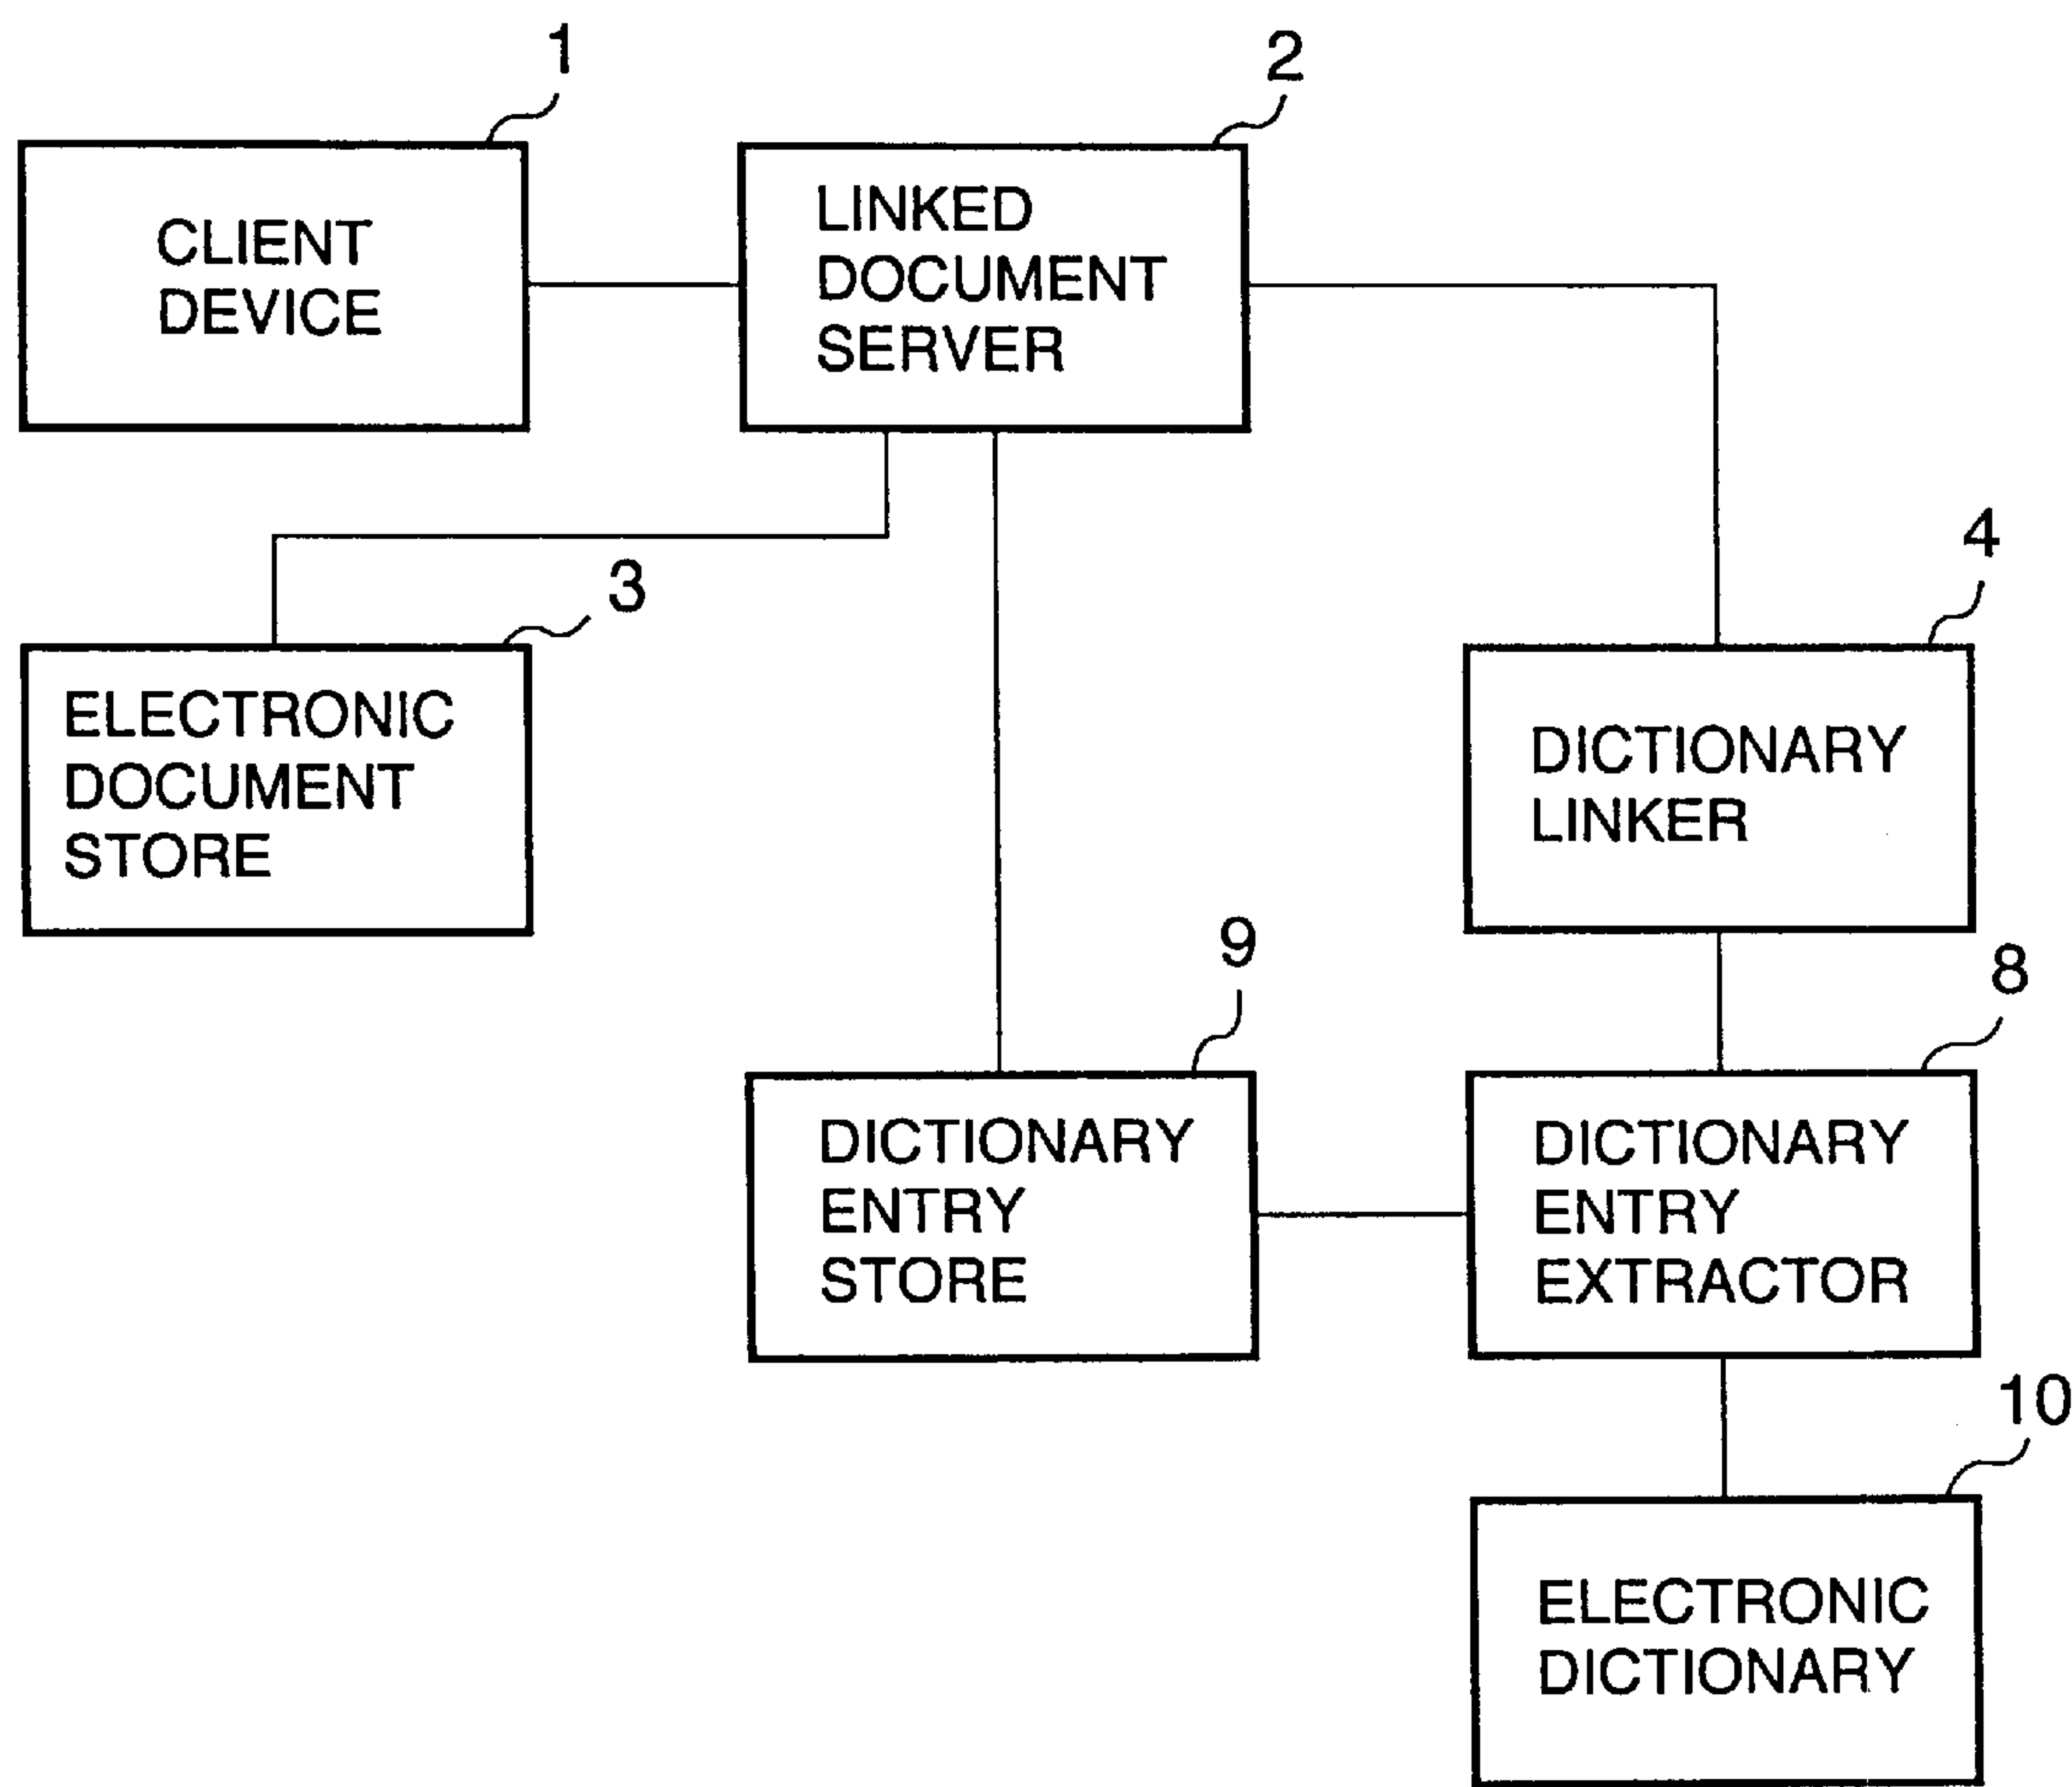 1
2
CLIENT
DEVICE
LINKED
DOCUMENT
SERVER
3
4
ELECTRONIC
DOCUMENT
STORE
DICTIONARY
LINKER
9
8
DICTIONARY
ENTRY
STORE
DICTIONARY
ENTRY
EXTRACTOR
10
ELECTRONIC
DICTIONARY